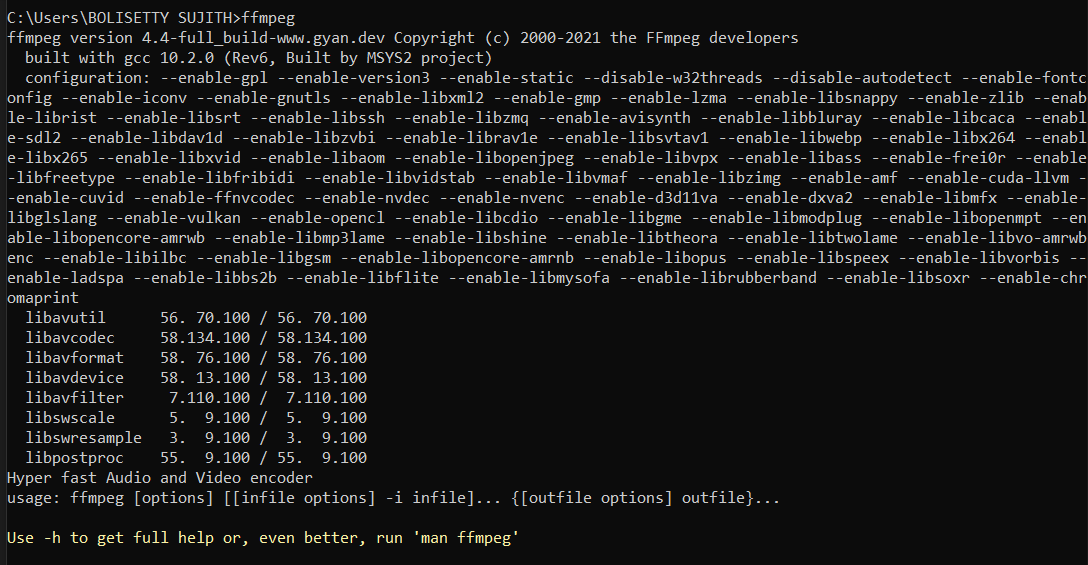 C:\Users\BOLISETTY SUJITH>ffmpeg
ffmpeg version 4.4-full_build-www.gyan.dev Copyright (c) 2000-2021 the FFmpeg developers
  built with gcc 10.2.0 (Rev6, Built by MSYS2 project)
  configuration: --enable-gpl --enable-version3 --enable-static --disable-w32threads --disable-autodetect --enable-fontc
onfig --enable-iconv --enable-gnutls --enable-libxml2 --enable-gmp --enable-lzma --enable-libsnappy --enable-zlib --enab
le-librist --enable-libsrt --enable-libssh --enable-libzmq --enable-avisynth --enable-libbluray --enable-libcaca --enabl
e-sdl2 --enable-libdav1d --enable-libzvbi --enable-librav1e --enable-libsvtav1 --enable-libwebp --enable-libx264 --enabl
e-libx265 --enable-libxvid --enable-libaom --enable-libopenjpeg --enable-libvpx --enable-libass --enable-frei0r --enable
-libfreetype --enable-libfribidi --enable-libvidstab --enable-libvmaf --enable-libzimg --enable-amf --enable-cuda-llvm -
-enable-cuvid --enable-ffnvcodec --enable-nvdec --enable-nvenc --enable-d3d11va --enable-dxva2 --enable-libmfx --enable-
libglslang --enable-vulkan --enable-opencl --enable-libcdio --enable-libgme --enable-libmodplug --enable-libopenmpt --en
able-libopencore-amrwb --enable-libmp3lame --enable-libshine --enable-libtheora --enable-libtwolame --enable-libvo-amrwb
enc --enable-libilbc --enable-libgsm --enable-libopencore-amrnb --enable-libopus --enable-libspeex --enable-libvorbis --
enable-ladspa --enable-libbs2b --enable-libflite --enable-libmysofa --enable-librubberband --enable-libsoxr --enable-chr
omaprint
  libavutil      56. 70.100 / 56. 70.100
  libavcodec     58.134.100 / 58.134.100
  libavformat    58. 76.100 / 58. 76.100
  libavdevice    58. 13.100 / 58. 13.100
  libavfilter     7.110.100 /  7.110.100
  libswscale      5.  9.100 /  5.  9.100
  libswresample   3.  9.100 /  3.  9.100
  libpostproc    55.  9.100 / 55.  9.100
Hyper fast Audio and Video encoder
usage: ffmpeg [options] [[infile options] -i infile]... {[outfile options] outfile}...
Use -h to get full help or, even better, run 'man ffmpeg'